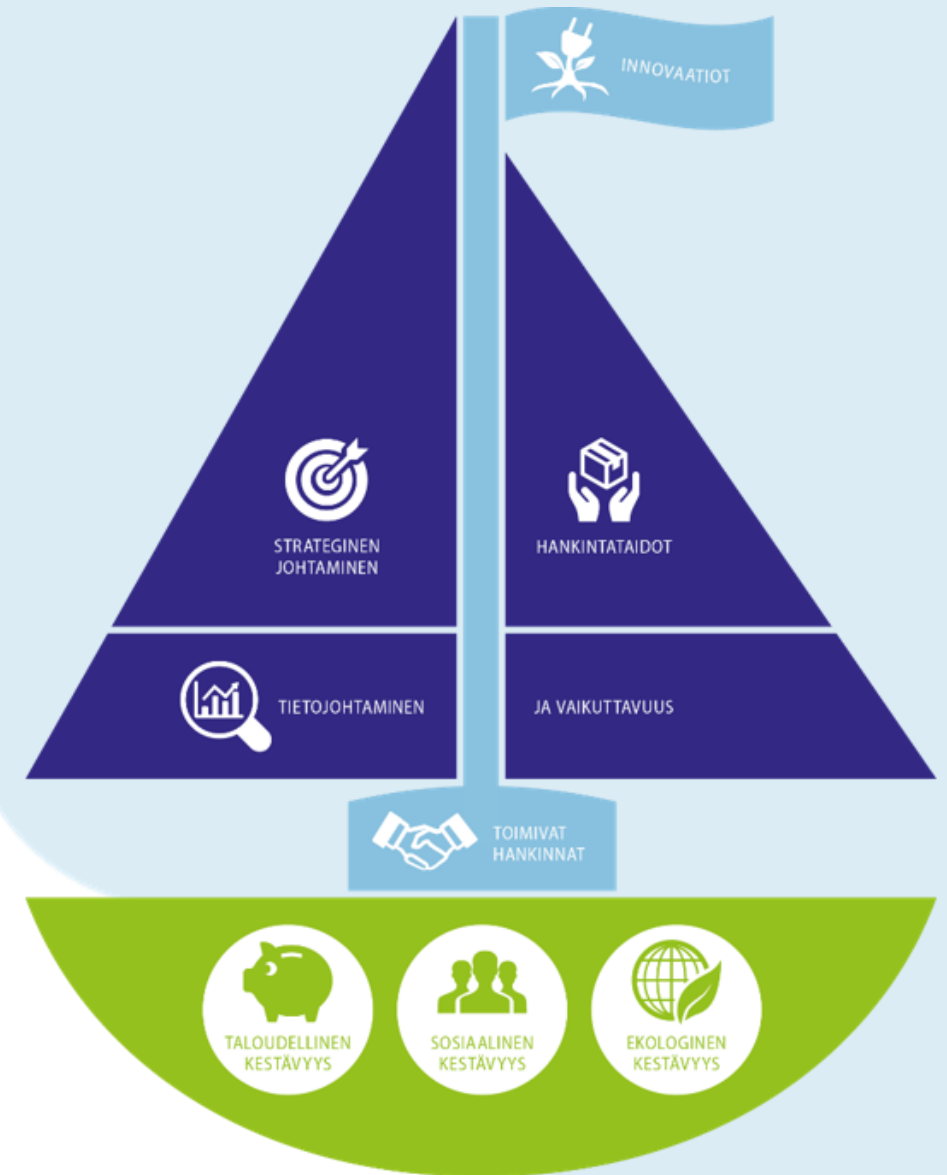 INNOVAATIOT
STRATEGINEN
JOHTAMINEN
HANKINTATAIDOT
TIETOJOHTAMINEN
JA VAIKUTTAVUUS
TOIMIVAT
HANKINNAT
TALOUDELLINEN
KESTÄVYYS
SOSIAALINEN
KESTÄVYYS
EKOLOGINEN
KESTÄVYYS